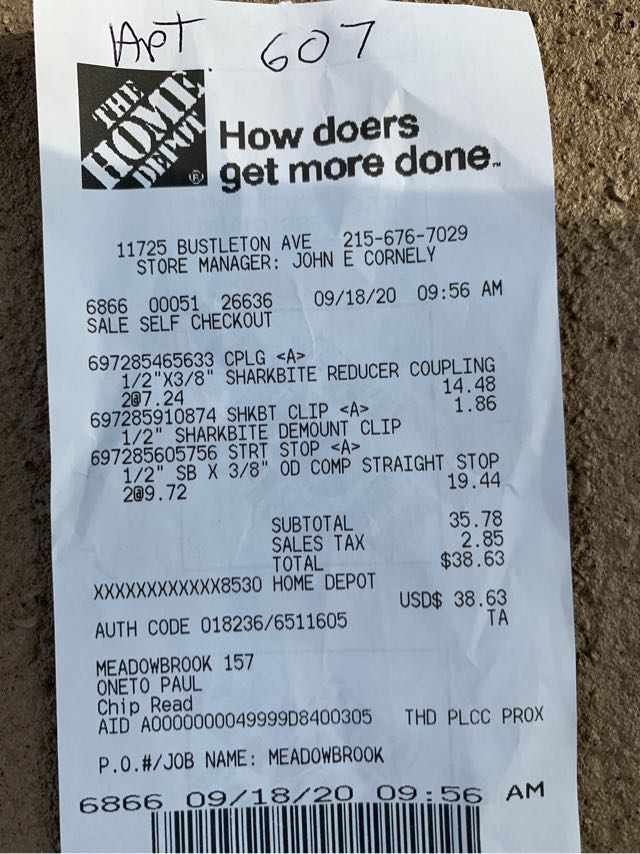 APT. 607
THE
HOME
DEPOT
®
How doers
get more done™
11725 BUSTLETON AVE 215-676-7029
STORE MANAGER: JOHN E CORNELY
6866 00051 26636 09/18/20 09:56 AM
SALE SELF CHECKOUT
697285465633 CPLG <A>
1/2"X3/8" SHARKBITE REDUCER COUPLING
2@7.24 14.48
697285910874 SHKBT CLIP <A> 1.86
1/2" SHARKBITE DEMOUNT CLIP
697285605756 STRT STOP <A>
1/2" SB X 3/8" OD COMP STRAIGHT STOP
2@9.72 19.44
SUBTOTAL 35.78
SALES TAX 2.85
TOTAL $38.63
XXXXXXXXXXXX8530 HOME DEPOT
USD$ 38.63
AUTH CODE 018236/6511605 TA
MEADOWBROOK 157
ONETO PAUL
Chip Read
AID A0000000049999D8400305 THD PLCC PROX
P.O.#/JOB NAME: MEADOWBROOK
6866 09/18/20 09:56 AM